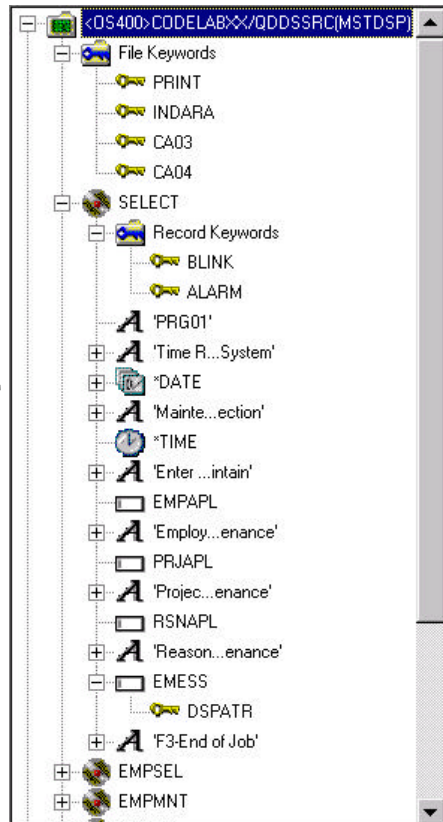 <OS400>CODELABXX/QDDSSRC(MSTDSP)
File Keywords
PRINT
INDARA
CA03
CA04
SELECT
Record Keywords
BLINK
ALARM
'PRG01'
'Time R...System'
*DATE
'Mainte...ection'
*TIME
'Enter ...intain'
EMPAPL
'Employ...enance'
PRJAPL
'Projec...enance'
RSNAPL
'Reason...enance'
EMESS
DSPATR
'F3-End of Job'
EMPSEL
EMPMNT